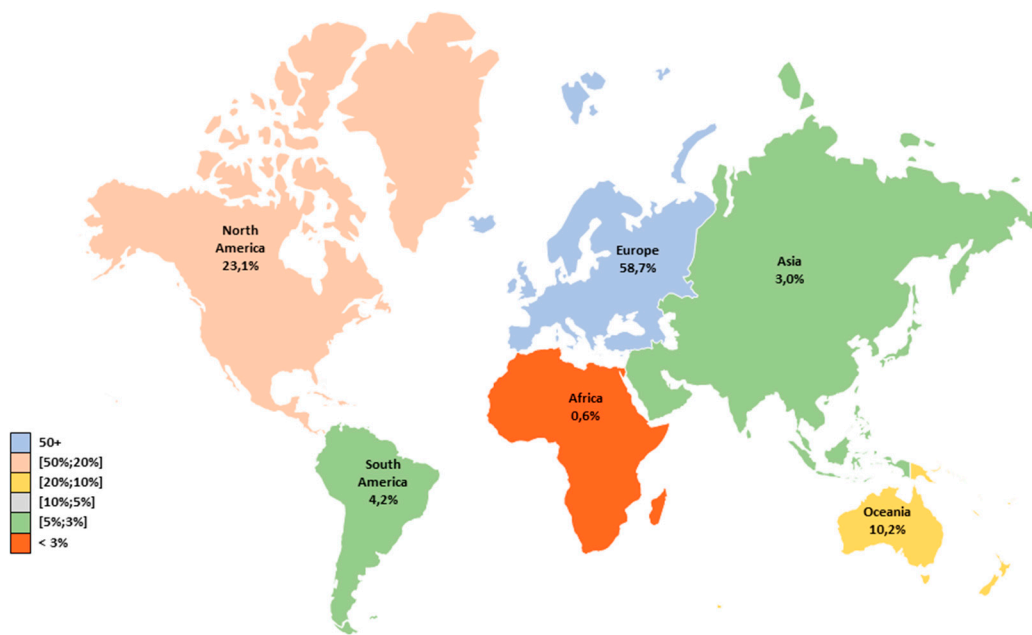 North
America
23,1%
Europe
58,7%
Asia
3,0%
Africa
0,6%
South
America
4,2%
Oceania
10,2%
50+
[50%;20%]
[20%;10%]
[10%;5%]
[5%;3%]
< 3%